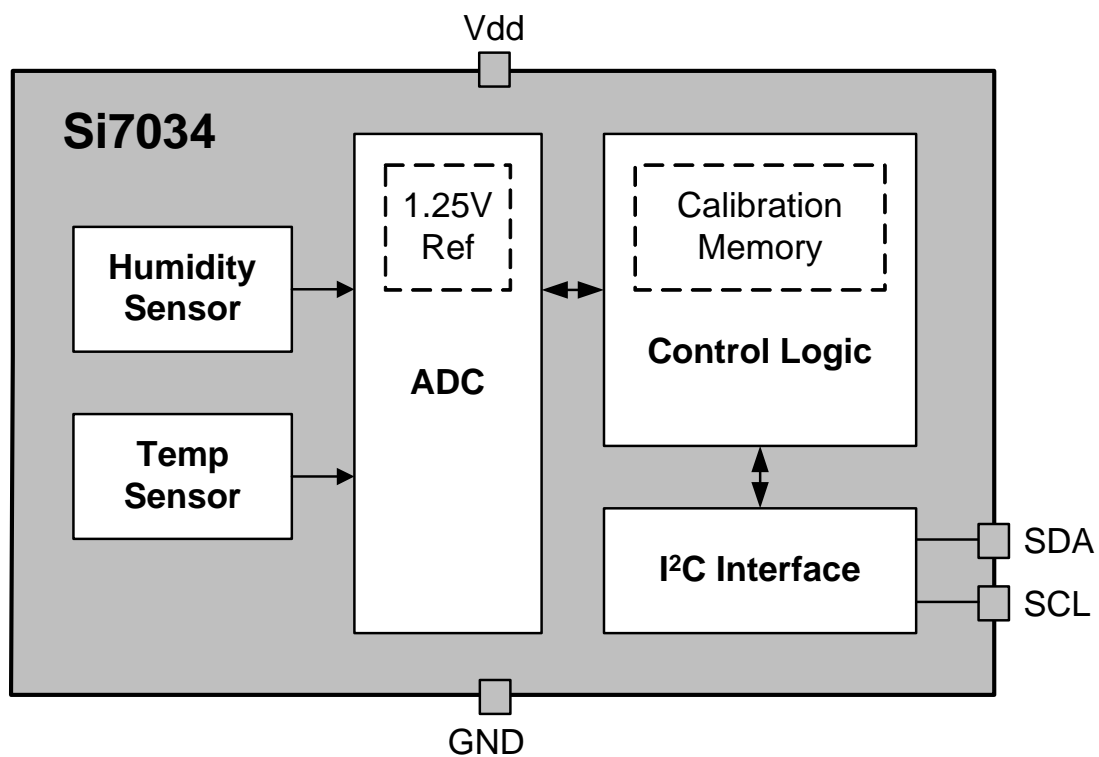 Vdd
Si7034
1.25V
Ref
Calibration
Memory
Humidity
Sensor
Control Logic
ADC
Temp
Sensor
I²C Interface
SDA
SCL
GND